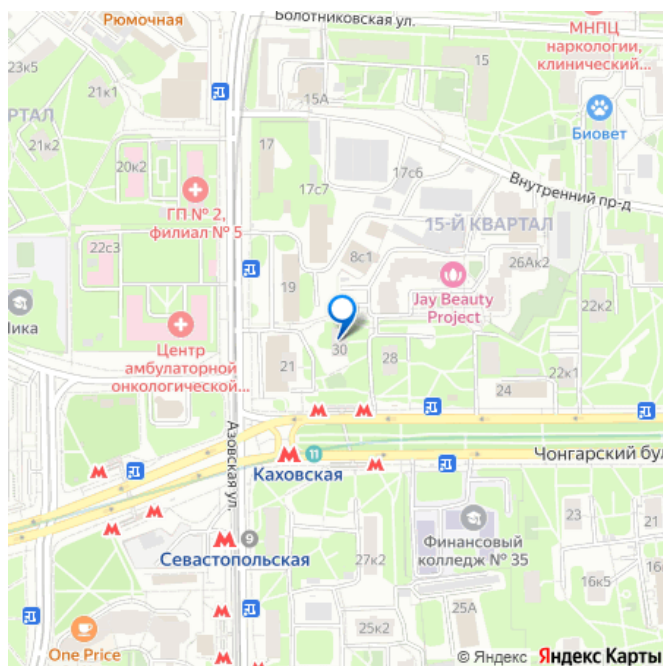 Рюмочная
Болотниковская ул.
МНПЦ
наркологии,
клинический...
23к5
21к1
15
15А
РТАЛ
21к2
17
17с6
Биовет
20к2
17с7
Внутренний пр-д
ГП № 2,
филиал № 5
15-Й КВАРТАЛ
22с3
8с1
26Ак2
19
Jay Beauty
Project
22к2
Ника
Центр
амбулаторной
онкологической...
21
30
28
22к1
24
Азовская ул.
11
Каховская
Чонгарский бул
9
Севастопольская
Финансовый
колледж № 35
23
21
27к2
16к5
16
25А
25к2
One Price
© Яндекс Яндекс Карты